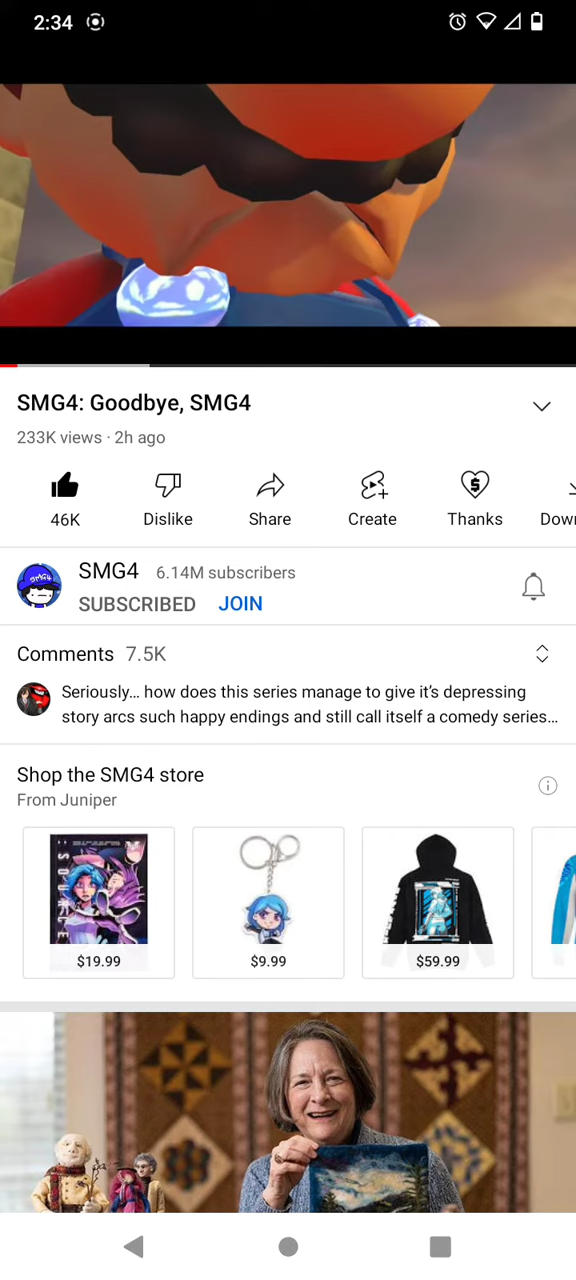 2:34
SMG4: Goodbye, SMG4
233K views · 2h ago
46K
Dislike
Share
Create
Thanks
Dow
SMG4
6.14M subscribers
SUBSCRIBED
JOIN
Comments 7.5K
Seriously... how does this series manage to give it's depressing
story arcs such happy endings and still call itself a comedy series...
Shop the SMG4 store
From Juniper
$19.99
$9.99
$59.99